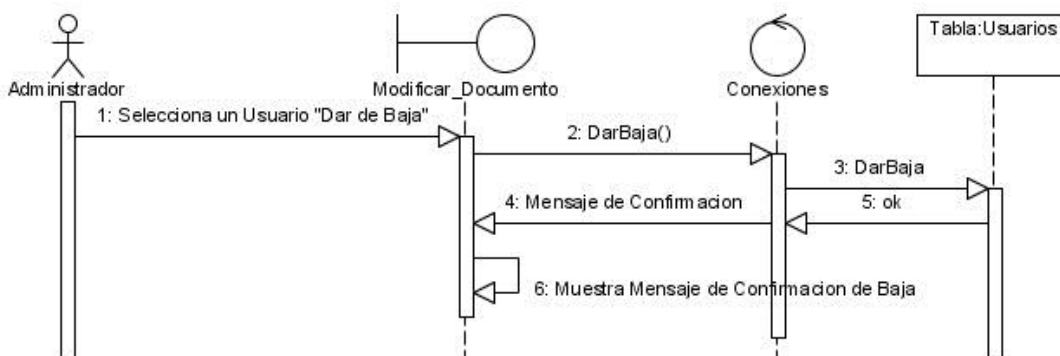 Tabla:Usuarios
Administrador
Modificar_Documento
Conexiones
1: Selecciona un Usuario "Dar de Baja"
2: DarBaja()
3: DarBaja
4: Mensaje de Confirmacion
5: ok
6: Muestra Mensaje de Confirmacion de Baja